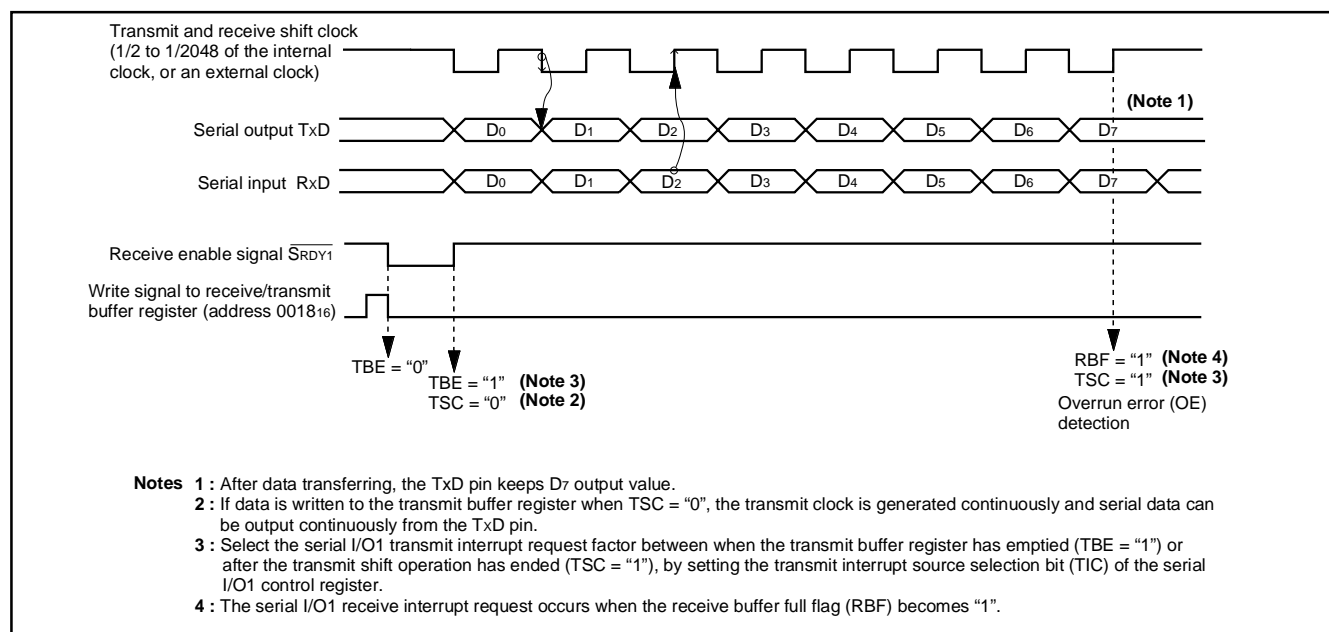 Transmit and receive shift clock
(1/2 to 1/2048 of the internal
clock, or an external clock)
(Note 1)
Serial output TxD D0 D1 D2 D3 D4 D5 D6 D7
Serial input RxD D0 D1 D2 D3 D4 D5 D6 D7
Receive enable signal SRDY1
Write signal to receive/transmit
buffer register (address 001816)
TBE = “0”
TBE = “1” (Note 3)
TSC = “0” (Note 2)
RBF = “1” (Note 4)
TSC = “1” (Note 3)
Overrun error (OE)
detection
Notes 1 : After data transferring, the TxD pin keeps D7 output value.
2 : If data is written to the transmit buffer register when TSC = “0”, the transmit clock is generated continuously and serial data can
be output continuously from the TxD pin.
3 : Select the serial I/O1 transmit interrupt request factor between when the transmit buffer register has emptied (TBE = “1”) or
after the transmit shift operation has ended (TSC = “1”), by setting the transmit interrupt source selection bit (TIC) of the serial
I/O1 control register.
4 : The serial I/O1 receive interrupt request occurs when the receive buffer full flag (RBF) becomes “1”.